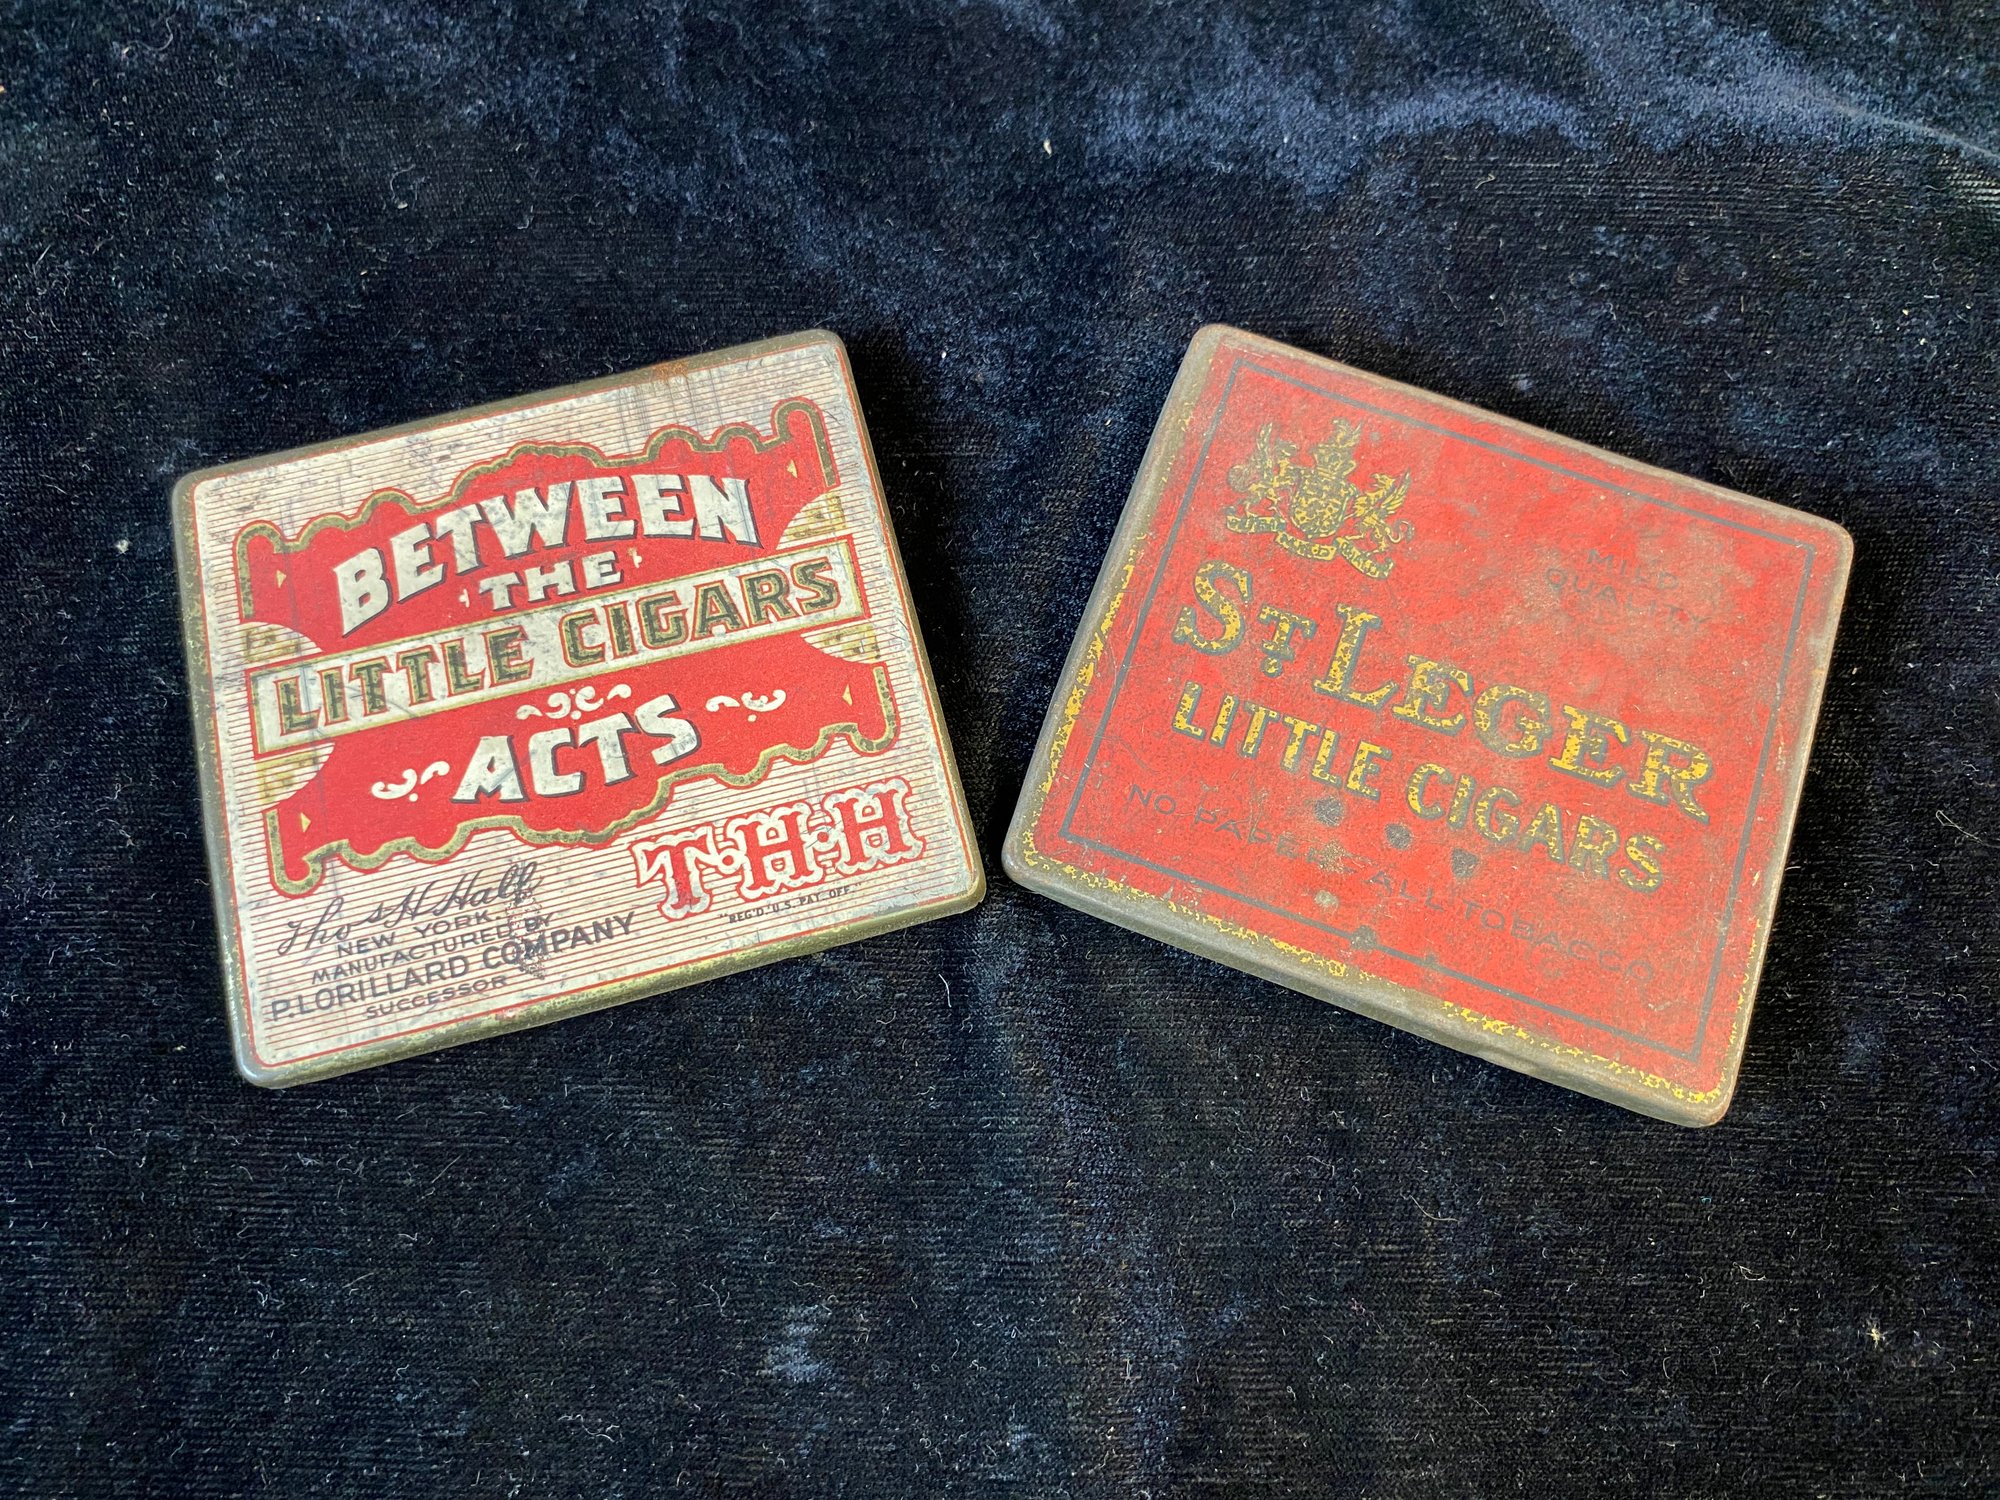 BETWEEN
THE
LITTLE CIGARS
ACTS
T·H·H
"REG'D. U.S. PAT. OFF."
Thos H Hall
NEW YORK.
MANUFACTURED BY
P. LORILLARD COMPANY
SUCCESSOR
MILD
QUALITY
ST LEGER
LITTLE CIGARS
NO PAPER - ALL TOBACCO